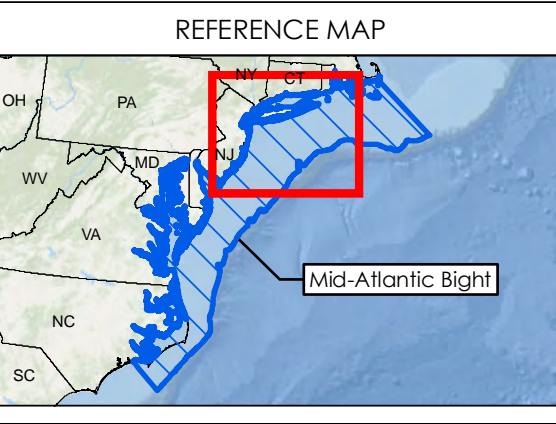 REFERENCE MAP
NY
CT
OH
PA
NJ
MD
WV
VA
Mid-Atlantic Bight
NC
SC